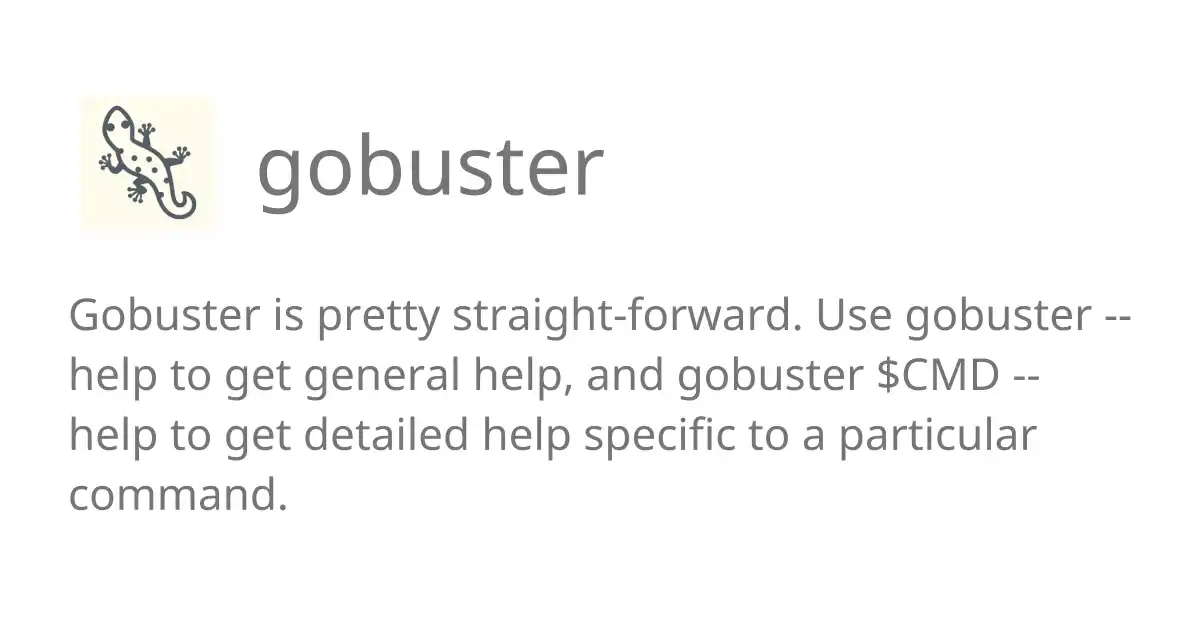 gobuster
Gobuster is pretty straight-forward. Use gobuster --
help to get general help, and gobuster $CMD --
help to get detailed help specific to a particular
command.